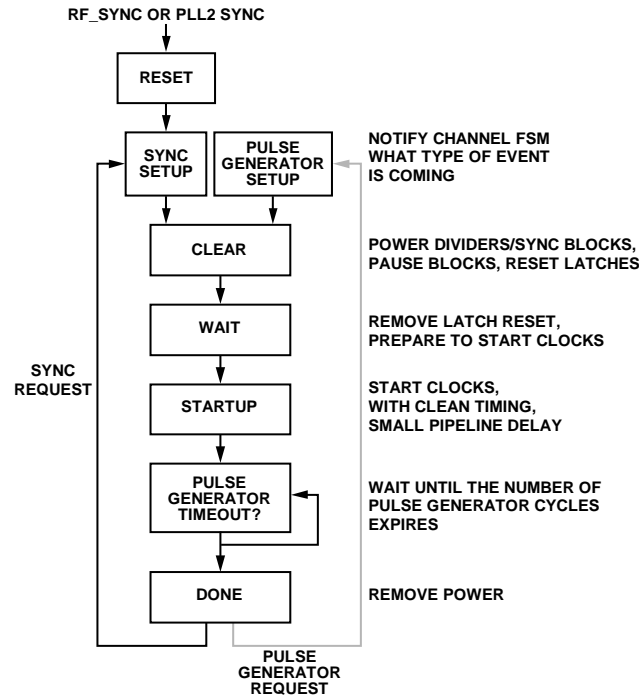 RF_SYNC OR PLL2 SYNC
RESET
SYNC
SETUP
PULSE
GENERATOR
SETUP
NOTIFY CHANNEL FSM
WHAT TYPE OF EVENT
IS COMING
CLEAR
POWER DIVIDERS/SYNC BLOCKS,
PAUSE BLOCKS, RESET LATCHES
WAIT
REMOVE LATCH RESET,
PREPARE TO START CLOCKS
SYNC
REQUEST
STARTUP
START CLOCKS,
WITH CLEAN TIMING,
SMALL PIPELINE DELAY
PULSE
GENERATOR
TIMEOUT?
WAIT UNTIL THE NUMBER OF
PULSE GENERATOR CYCLES
EXPIRES
DONE
REMOVE POWER
PULSE
GENERATOR
REQUEST